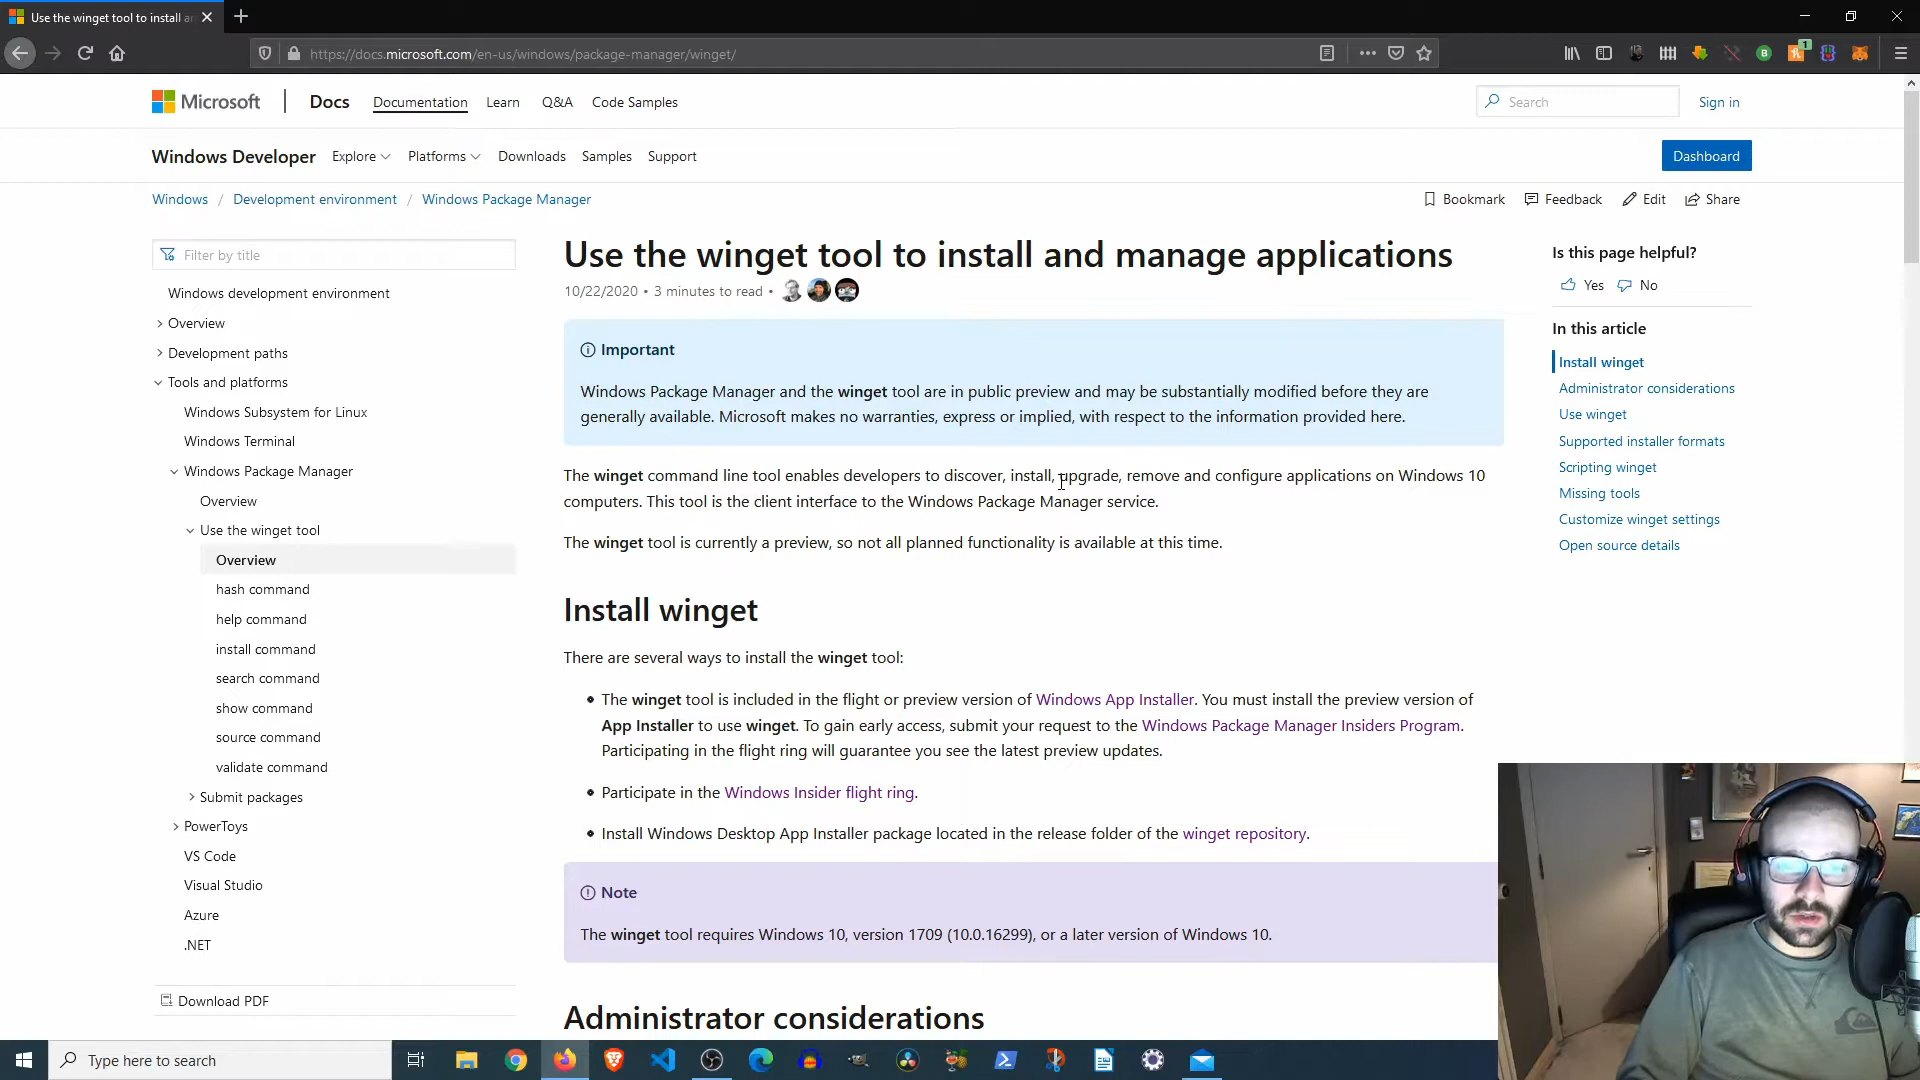 Use the winget tool to install an
https://docs.microsoft.com/en-us/windows/package-manager/winget/
1
Microsoft
Docs
Documentation
Learn
Q&A
Code Samples
Search
Sign in
Windows Developer
Explore
Platforms
Downloads
Samples
Support
Dashboard
Windows / Development environment / Windows Package Manager
Bookmark
Feedback
Edit
Share
Filter by title
Windows development environment
Overview
Development paths
Tools and platforms
Windows Subsystem for Linux
Windows Terminal
Windows Package Manager
Overview
Use the winget tool
Overview
hash command
help command
install command
search command
show command
source command
validate command
Submit packages
PowerToys
VS Code
Visual Studio
Azure
.NET
Download PDF
Use the winget tool to install and manage applications
10/22/2020 • 3 minutes to read •
Important
Windows Package Manager and the winget tool are in public preview and may be substantially modified before they are
generally available. Microsoft makes no warranties, express or implied, with respect to the information provided here.
The winget command line tool enables developers to discover, install, upgrade, remove and configure applications on Windows 10
computers. This tool is the client interface to the Windows Package Manager service.
The winget tool is currently a preview, so not all planned functionality is available at this time.
Install winget
There are several ways to install the winget tool:
• The winget tool is included in the flight or preview version of Windows App Installer. You must install the preview version of
App Installer to use winget. To gain early access, submit your request to the Windows Package Manager Insiders Program.
Participating in the flight ring will guarantee you see the latest preview updates.
• Participate in the Windows Insider flight ring.
• Install Windows Desktop App Installer package located in the release folder of the winget repository.
Note
The winget tool requires Windows 10, version 1709 (10.0.16299), or a later version of Windows 10.
Administrator considerations
Is this page helpful?
Yes
No
In this article
Install winget
Administrator considerations
Use winget
Supported installer formats
Scripting winget
Missing tools
Customize winget settings
Open source details
Type here to search